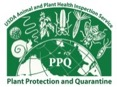 USDA Animal and Plant Health Inspection Service
PPQ
Plant Protection and Quarantine